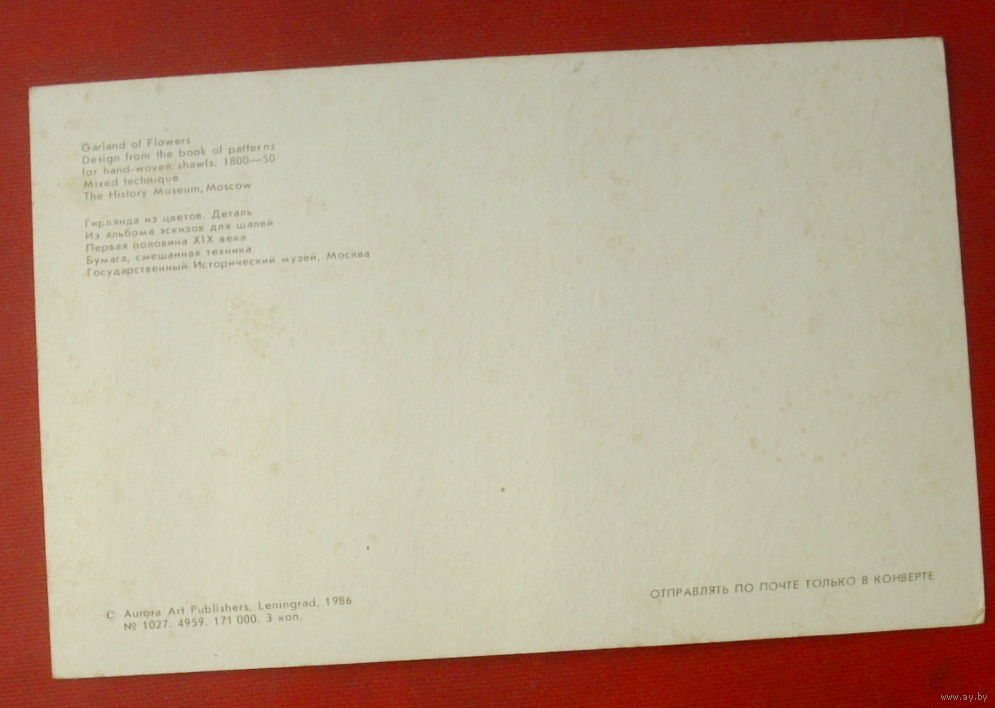 Garland of Flowers
Design from the book of patterns
for hand-woven shawls. 1800—50
Mixed technique
The History Museum, Moscow
Гирлянда из цветов. Деталь
Из альбома эскизов для шалей
Первая половина XIX века
Бумага, смешанная техника
Государственный Исторический музей, Москва
С Aurora Art Publishers, Leningrad, 1986
№ 1027. 4959. 171 000. 3 коп.
ОТПРАВЛЯТЬ ПО ПОЧТЕ ТОЛЬКО В КОНВЕРТЕ
www.ay.by